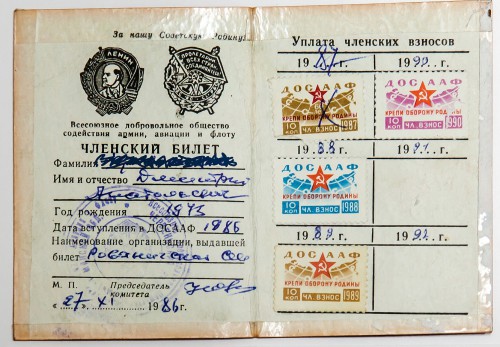 За нашу Советскую Родину!
ЛЕНИН
ПРОЛЕТАРИИ ВСЕХ СТРАН, СОЕДИНЯЙТЕСЬ!
Всесоюзное добровольное общество
содействия армии, авиации и флоту
ЧЛЕНСКИЙ БИЛЕТ
Фамилия
Имя и отчество Дмитрий
Анатольевич
Год рождения 1973
Дата вступления в ДОСААФ 1986
Наименование организации, выдавшей
билет
М. П. Председатель
комитета
„27“ XI 1986 г.
Уплата членских взносов
1987 г. 1990 г.
ДОСААФ
КРЕПИ ОБОРОНУ РОДИНЫ
10 КОП ЧЛ. ВЗНОС 1987
ДОСААФ
КРЕПИ ОБОРОНУ РОДИНЫ
10 КОП ЧЛ. ВЗНОС 1990
1988 г. 1991 г.
ДОСААФ
КРЕПИ ОБОРОНУ РОДИНЫ
10 КОП ЧЛ. ВЗНОС 1988
1989 г. 1992 г.
ДОСААФ
КРЕПИ ОБОРОНУ РОДИНЫ
10 КОП ЧЛ. ВЗНОС 1989